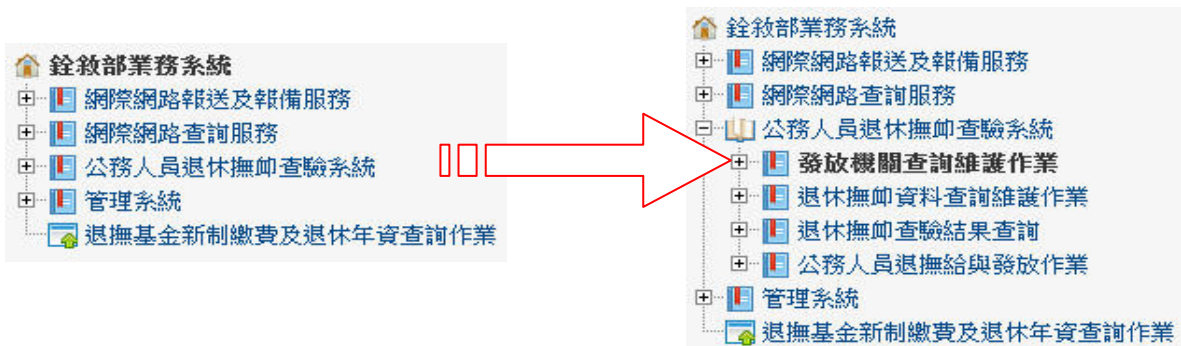 銓敘部業務系統
網際網路報送及報備服務
網際網路查詢服務
公務人員退休撫卹查驗系統
管理系統
退撫基金新制繳費及退休年資查詢作業
銓敘部業務系統
網際網路報送及報備服務
網際網路查詢服務
公務人員退休撫卹查驗系統
發放機關查詢維護作業
退休撫卹資料查詢維護作業
退休撫卹查驗結果查詢
公務人員退撫給與發放作業
管理系統
退撫基金新制繳費及退休年資查詢作業